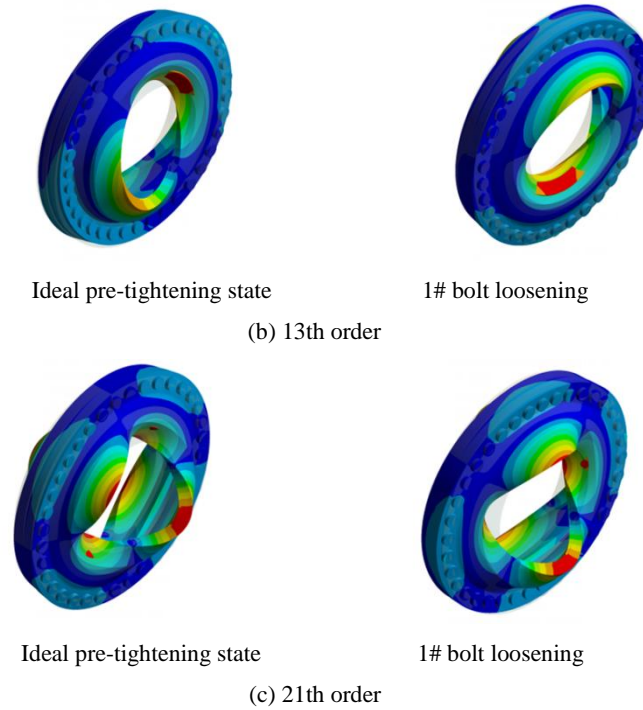 Ideal pre-tightening state 1# bolt loosening
(b) 13th order
Ideal pre-tightening state 1# bolt loosening
(c) 21th order